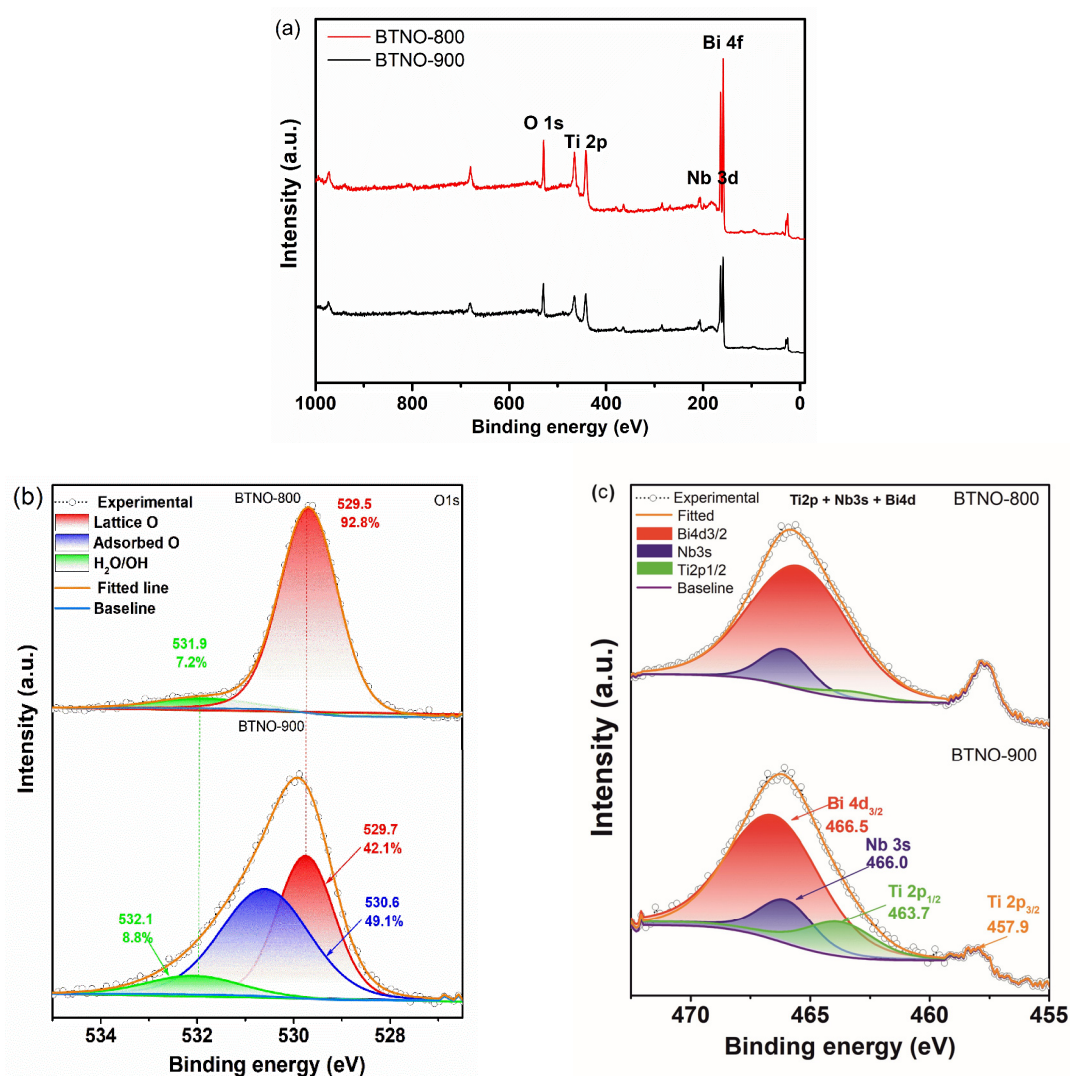 (a)
BTNO-800
BTNO-900
Bi 4f
O 1s
Ti 2p
Nb 3d
Intensity (a.u.)
1000 800 600 400 200 0
Binding energy (eV)
(b)
Experimental
Lattice O
Adsorbed O
H₂O/OH
Fitted line
Baseline
BTNO-800
O1s
529.5
92.8%
531.9
7.2%
BTNO-900
529.7
42.1%
530.6
49.1%
532.1
8.8%
Intensity (a.u.)
534 532 530 528
Binding energy (eV)
(c)
Experimental
Fitted
Bi4d3/2
Nb3s
Ti2p1/2
Baseline
Ti2p + Nb3s + Bi4d
BTNO-800
BTNO-900
Bi 4d3/2
466.5
Nb 3s
466.0
Ti 2p1/2
463.7
Ti 2p3/2
457.9
Intensity (a.u.)
470 465 460 455
Binding energy (eV)